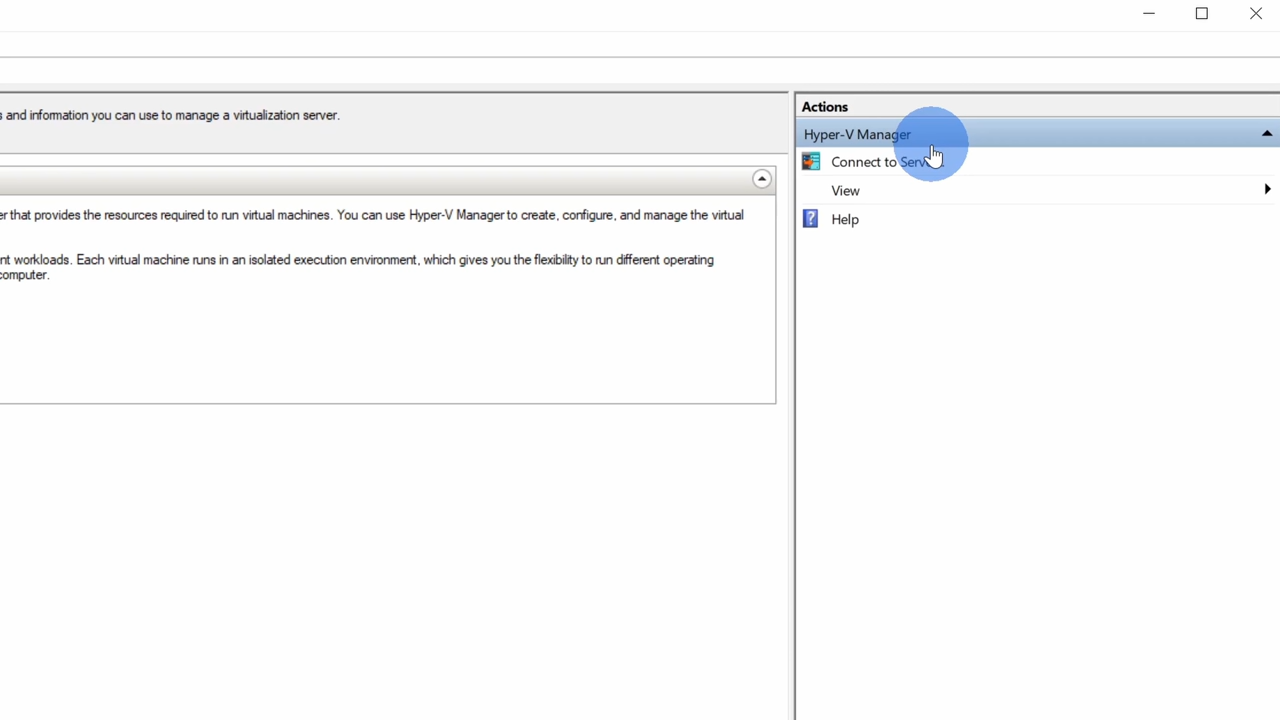 s and information you can use to manage a virtualization server.
er that provides the resources required to run virtual machines. You can use Hyper-V Manager to create, configure, and manage the virtual
nt workloads. Each virtual machine runs in an isolated execution environment, which gives you the flexibility to run different operating
computer.
Actions
Hyper-V Manager
Connect to
View
Help